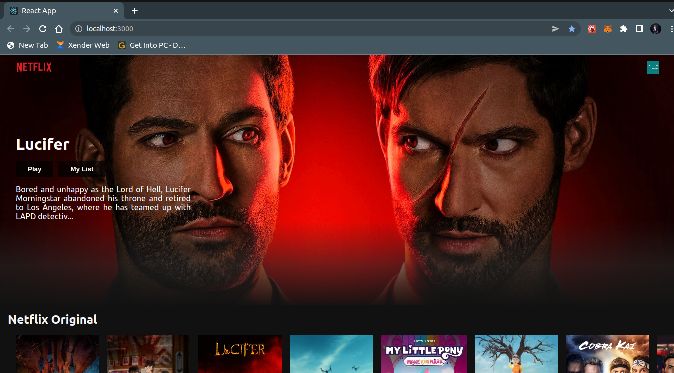 React App
localhost:3000
New Tab
Xender Web
Get Into PC - D...
NETFLIX
Lucifer
Play
My List
Bored and unhappy as the Lord of Hell, Lucifer
Morningstar abandoned his throne and retired
to Los Angeles, where he has teamed up with
LAPD detectiv...
Netflix Original
LUCIFER
MY LITTLE PONY
COBRA KAI